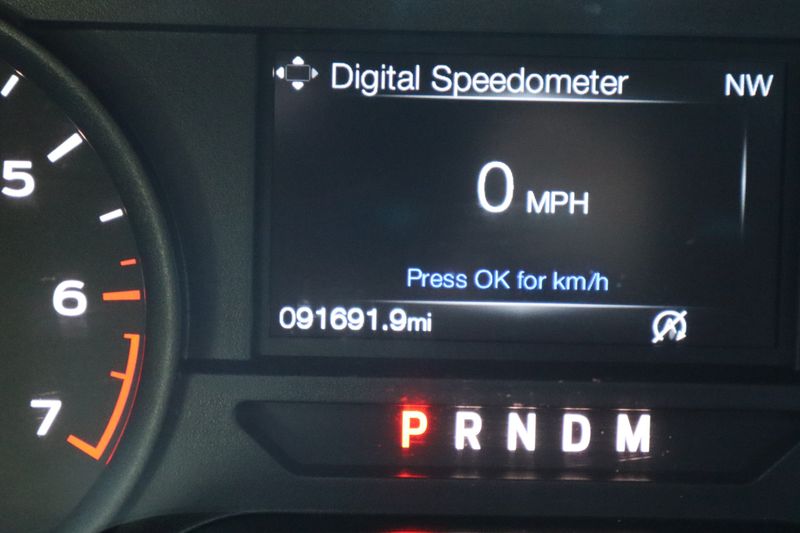 Digital Speedometer NW
5
0 MPH
6
Press OK for km/h
091691.9mi
7
P R N D M